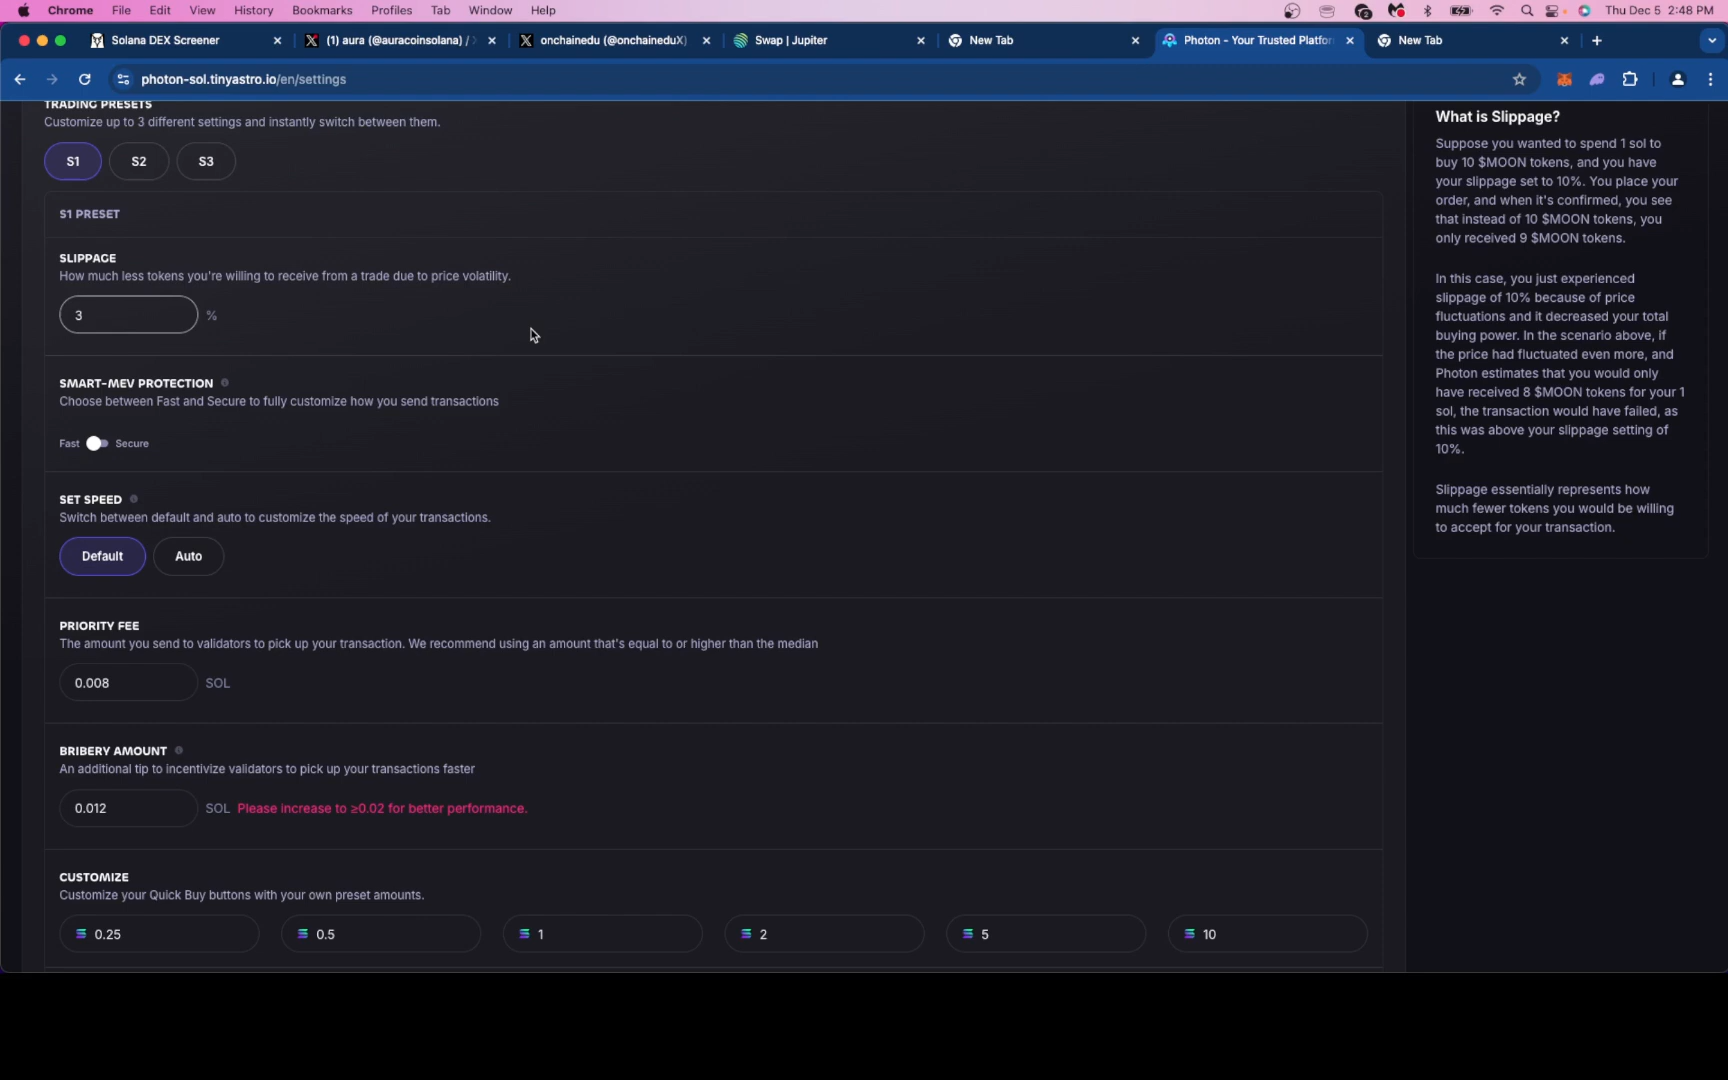 Chrome File Edit View History Bookmarks Profiles Tab Window Help Thu Dec 5 2:48 PM
Solana DEX Screener (1) aura (@auracoinsolana) / onchainedu (@onchaineduX) Swap | Jupiter New Tab Photon - Your Trusted Platfor New Tab
photon-sol.tinyastro.io/en/settings
TRADING PRESETS
Customize up to 3 different settings and instantly switch between them.
S1 S2 S3
S1 PRESET
SLIPPAGE
How much less tokens you're willing to receive from a trade due to price volatility.
3 %
SMART-MEV PROTECTION
Choose between Fast and Secure to fully customize how you send transactions
Fast Secure
SET SPEED
Switch between default and auto to customize the speed of your transactions.
Default Auto
PRIORITY FEE
The amount you send to validators to pick up your transaction. We recommend using an amount that's equal to or higher than the median
0.008 SOL
BRIBERY AMOUNT
An additional tip to incentivize validators to pick up your transactions faster
0.012 SOL Please increase to ≥0.02 for better performance.
CUSTOMIZE
Customize your Quick Buy buttons with your own preset amounts.
0.25 0.5 1 2 5 10
What is Slippage?
Suppose you wanted to spend 1 sol to
buy 10 $MOON tokens, and you have
your slippage set to 10%. You place your
order, and when it's confirmed, you see
that instead of 10 $MOON tokens, you
only received 9 $MOON tokens.
In this case, you just experienced
slippage of 10% because of price
fluctuations and it decreased your total
buying power. In the scenario above, if
the price had fluctuated even more, and
Photon estimates that you would only
have received 8 $MOON tokens for your 1
sol, the transaction would have failed, as
this was above your slippage setting of
10%.
Slippage essentially represents how
much fewer tokens you would be willing
to accept for your transaction.